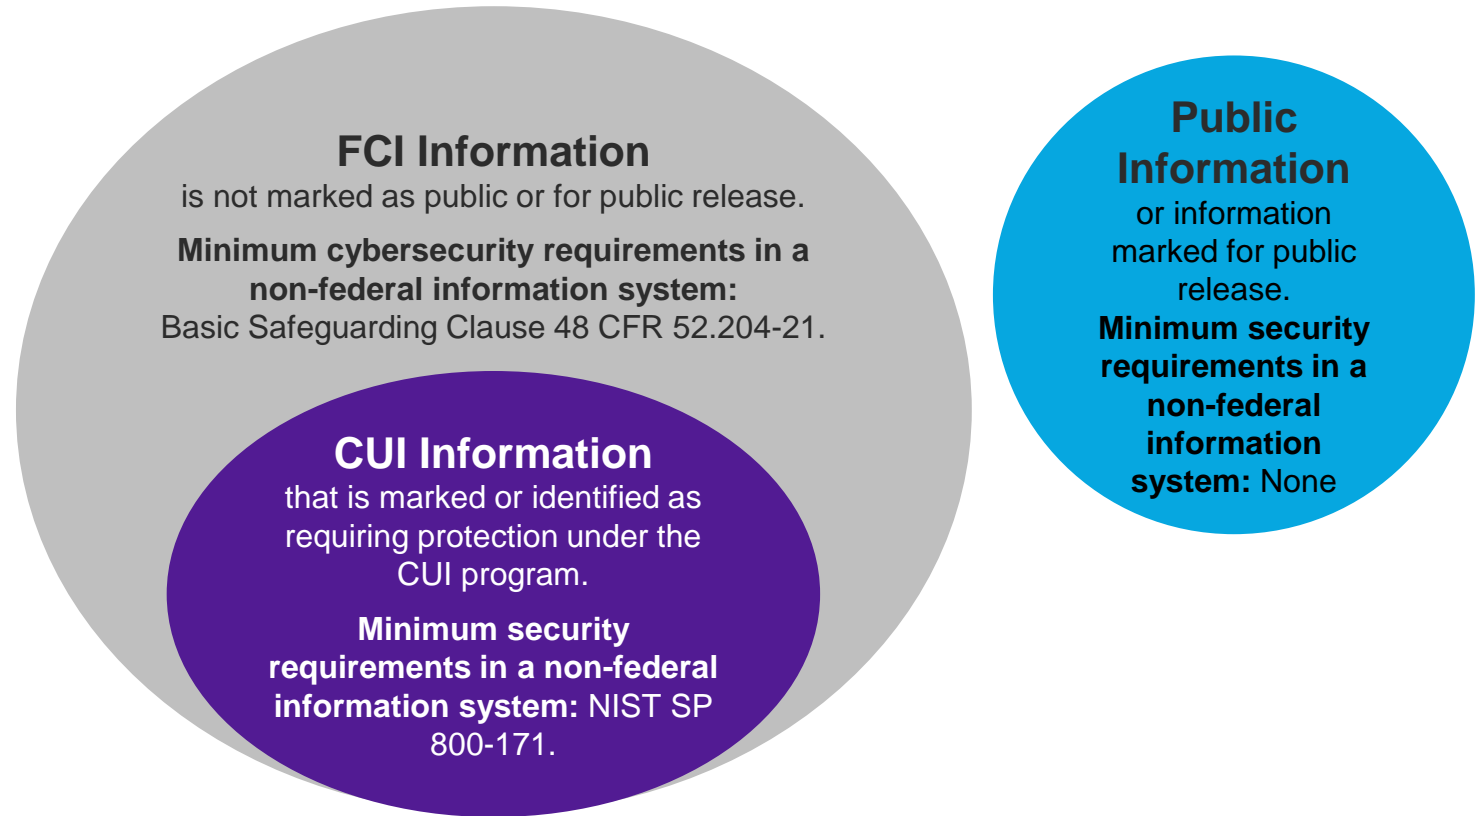 FCI Information
is not marked as public or for public release.
Minimum cybersecurity requirements in a
non-federal information system:
Basic Safeguarding Clause 48 CFR 52.204-21.
CUI Information
that is marked or identified as
requiring protection under the
CUI program.
Minimum security
requirements in a non-federal
information system: NIST SP
800-171.
Public
Information
or information
marked for public
release.
Minimum security
requirements in a
non-federal
information
system: None